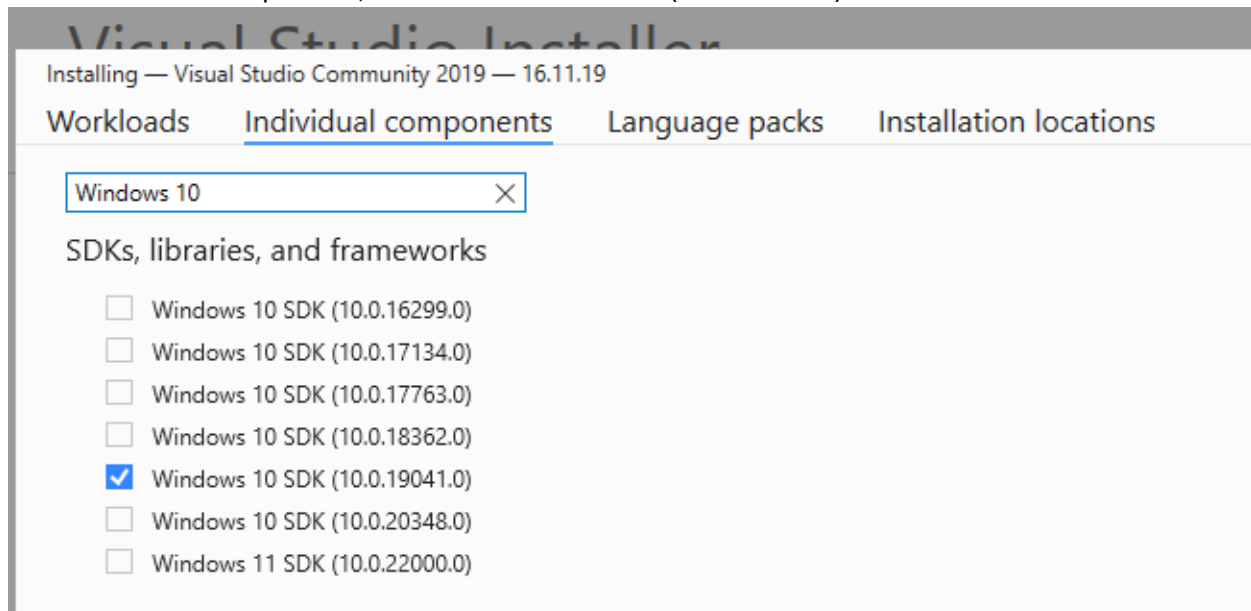 Visual Studio Installer
Installing — Visual Studio Community 2019 — 16.11.19
Workloads Individual components Language packs Installation locations
Windows 10
SDKs, libraries, and frameworks
Windows 10 SDK (10.0.16299.0)
Windows 10 SDK (10.0.17134.0)
Windows 10 SDK (10.0.17763.0)
Windows 10 SDK (10.0.18362.0)
Windows 10 SDK (10.0.19041.0)
Windows 10 SDK (10.0.20348.0)
Windows 11 SDK (10.0.22000.0)